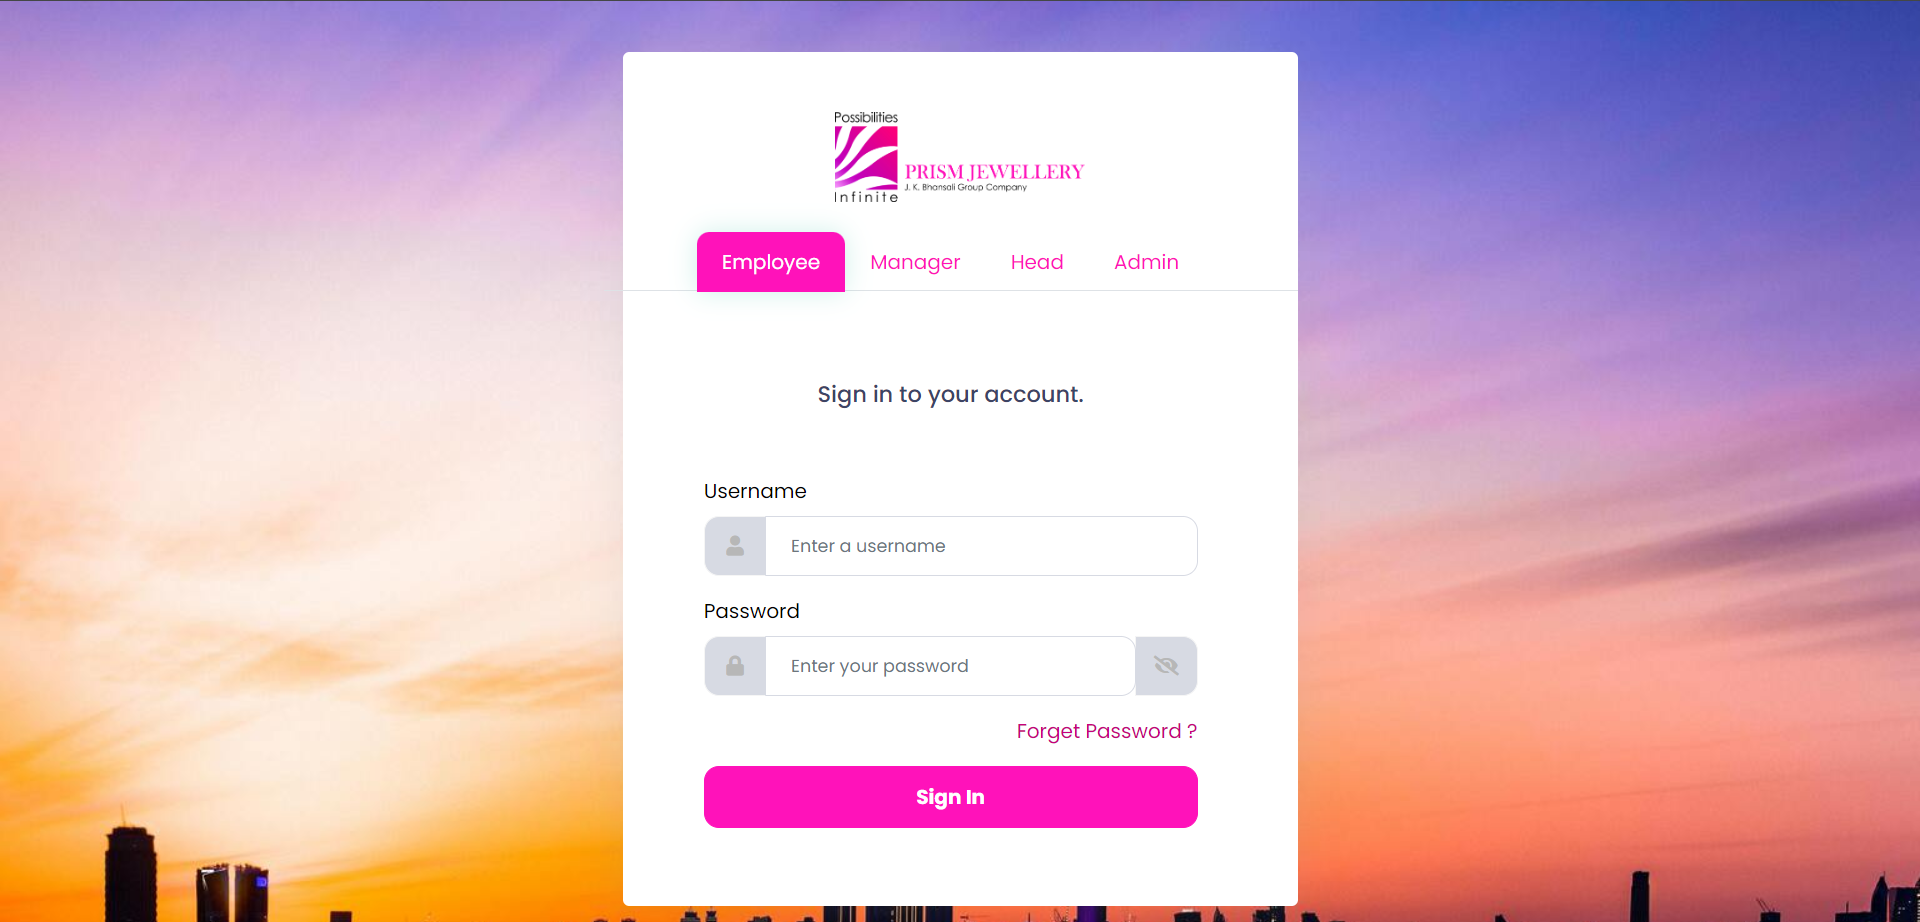 Possibilities
PRISM JEWELLERY
J. K. Bhansali Group Company
Infinite
Employee Manager Head Admin
Sign in to your account.
Username
Enter a username
Password
Enter your password
Forget Password ?
Sign In